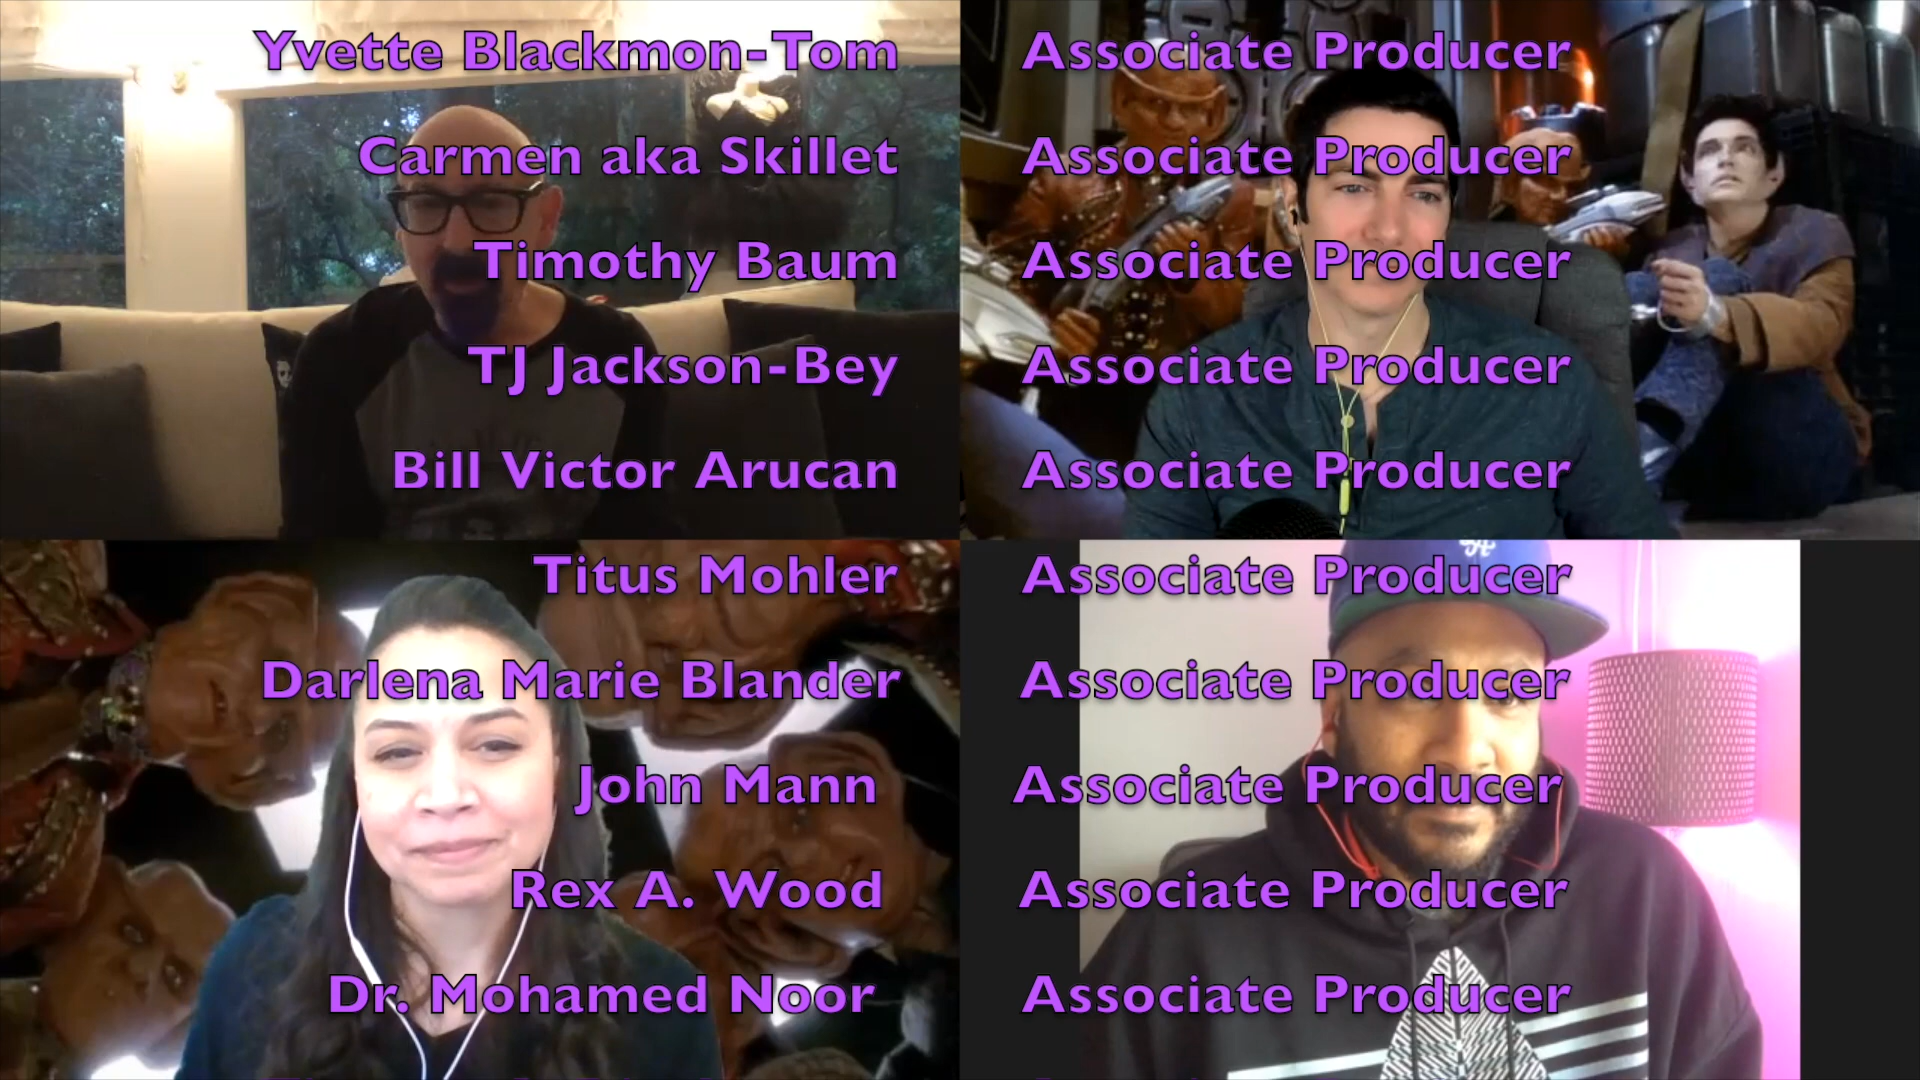 Yvette Blackmon-Tom Associate Producer
Carmen aka Skillet Associate Producer
Timothy Baum Associate Producer
TJ Jackson-Bey Associate Producer
Bill Victor Arucan Associate Producer
Titus Mohler Associate Producer
Darlena Marie Blander Associate Producer
John Mann Associate Producer
Rex A. Wood Associate Producer
Dr. Mohamed Noor Associate Producer